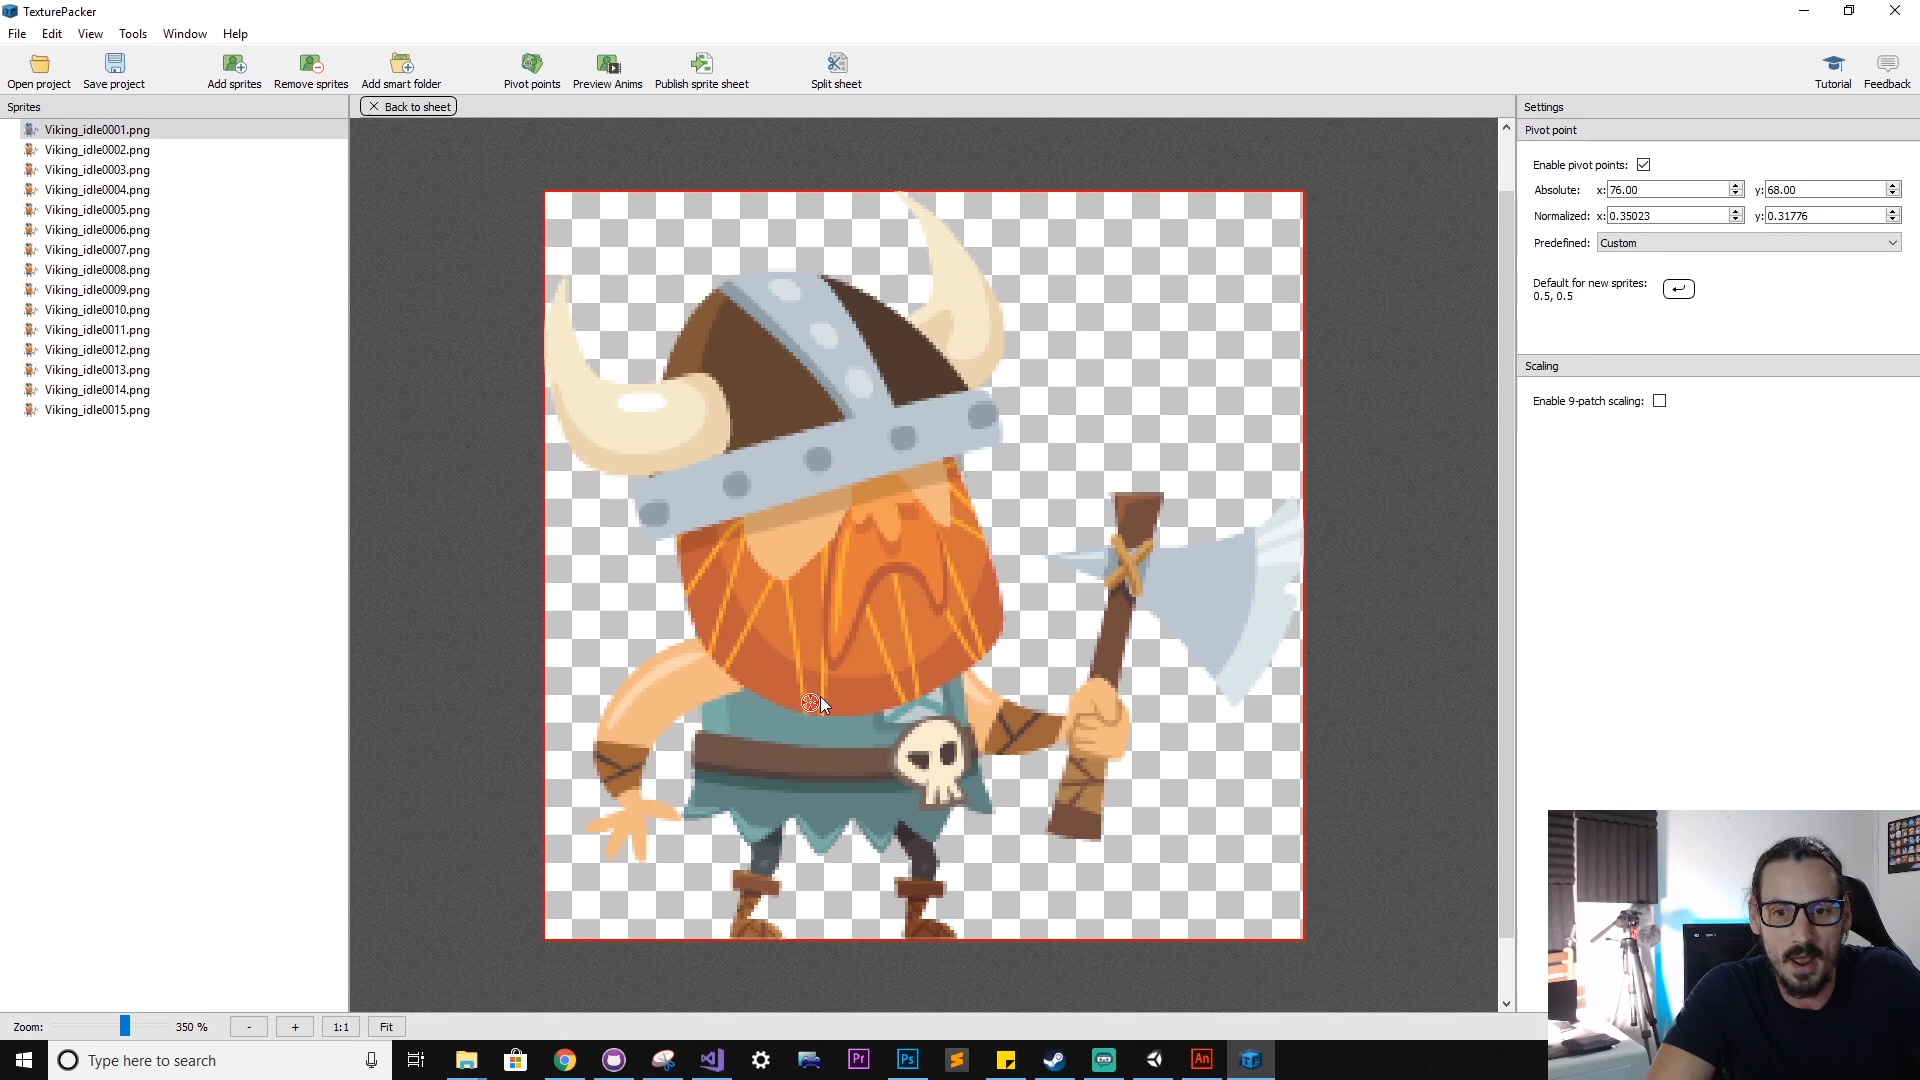 TexturePacker
File Edit View Tools Window Help
Open project Save project Add sprites Remove sprites Add smart folder Pivot points Preview Anims Publish sprite sheet Split sheet Tutorial Feedback
Sprites
Back to sheet
Settings
Viking_idle0001.png
Viking_idle0002.png
Viking_idle0003.png
Viking_idle0004.png
Viking_idle0005.png
Viking_idle0006.png
Viking_idle0007.png
Viking_idle0008.png
Viking_idle0009.png
Viking_idle0010.png
Viking_idle0011.png
Viking_idle0012.png
Viking_idle0013.png
Viking_idle0014.png
Viking_idle0015.png
Pivot point
Enable pivot points:
Absolute: x: 76.00 y: 68.00
Normalized: x: 0.35023 y: 0.31776
Predefined: Custom
Default for new sprites:
0.5, 0.5
Scaling
Enable 9-patch scaling:
Zoom: 350 % - + 1:1 Fit
Type here to search
Pr Ps An